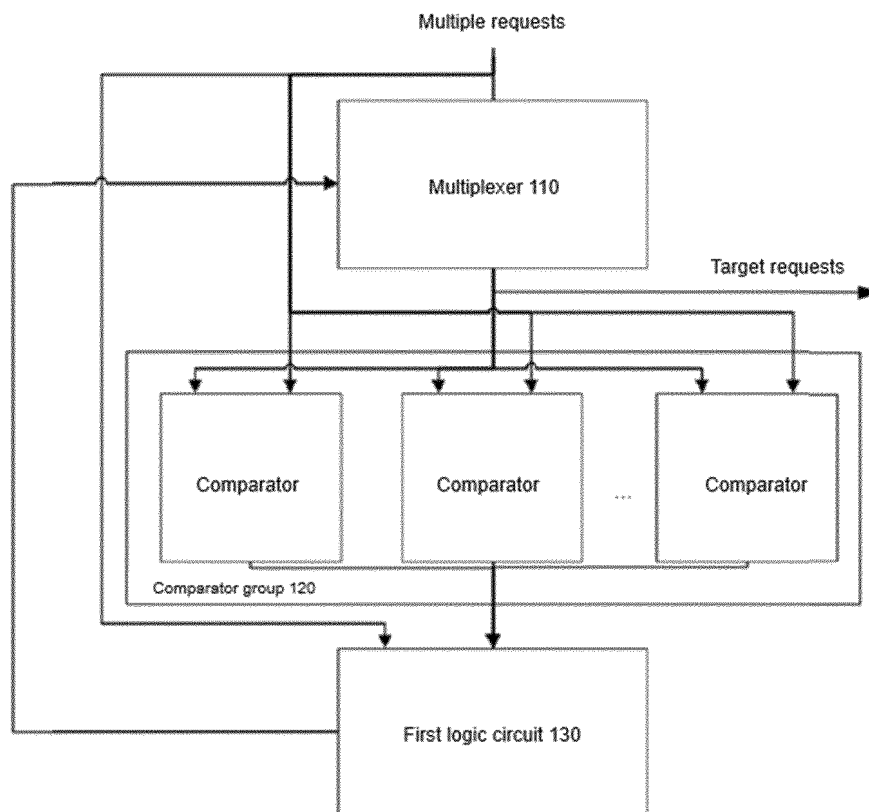 Multiple requests
Multiplexer 110
Target requests
Comparator
Comparator
...
Comparator
Comparator group 120
First logic circuit 130